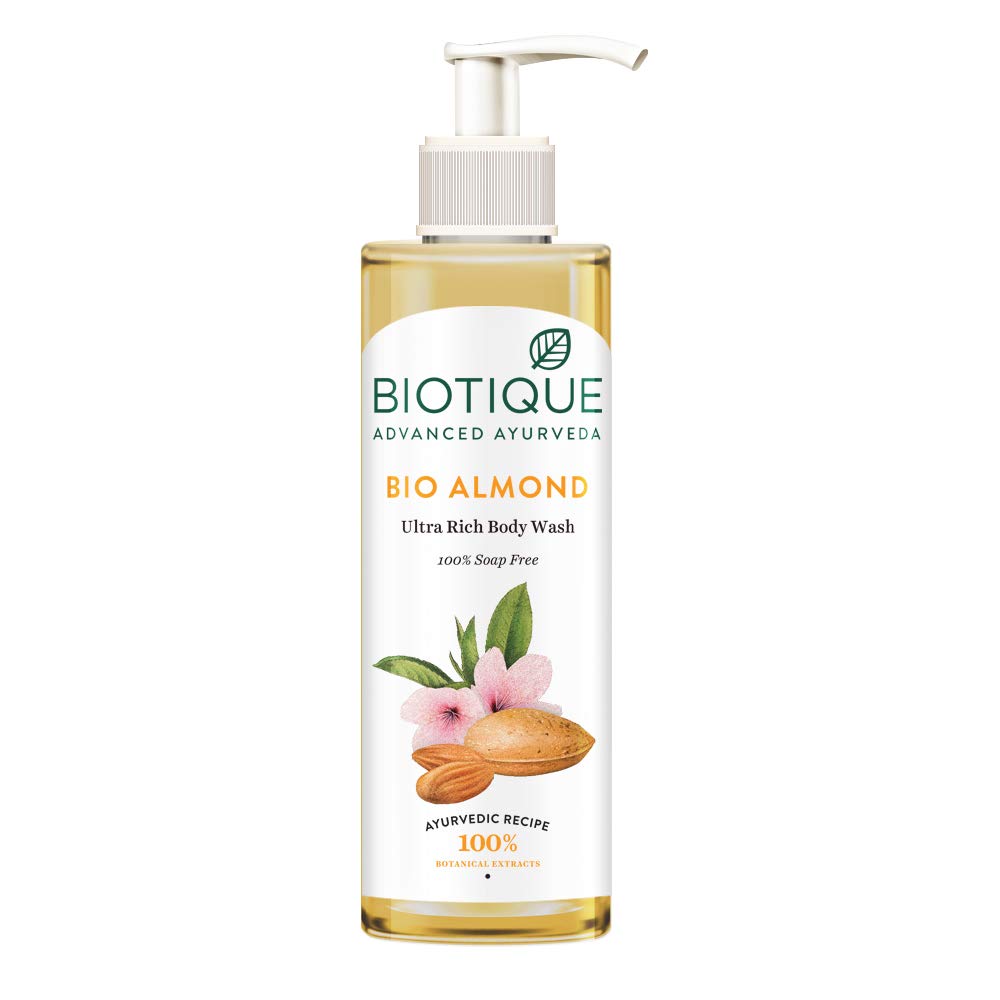 BIOTIQUE
ADVANCED AYURVEDA
BIO ALMOND
Ultra Rich Body Wash
100% Soap Free
AYURVEDIC RECIPE
100%
BOTANICAL EXTRACTS